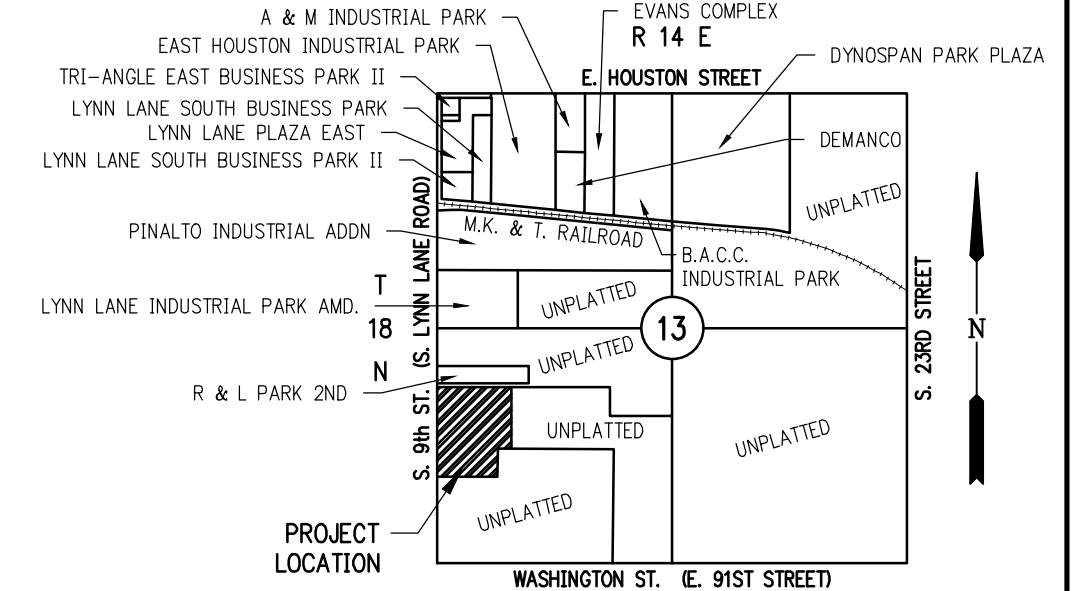 A & M INDUSTRIAL PARK
EVANS COMPLEX
R 14 E
EAST HOUSTON INDUSTRIAL PARK
DYNOSPAN PARK PLAZA
TRI-ANGLE EAST BUSINESS PARK II
E. HOUSTON STREET
LYNN LANE SOUTH BUSINESS PARK
LYNN LANE PLAZA EAST
DEMANCO
LYNN LANE SOUTH BUSINESS PARK II
UNPLATTED
PINALTO INDUSTRIAL ADDN
M.K. & T. RAILROAD
B.A.C.C.
INDUSTRIAL PARK
T
18
N
LYNN LANE INDUSTRIAL PARK AMD.
UNPLATTED
13
N
S. 9th ST. (S. LYNN LANE ROAD)
S. 23RD STREET
UNPLATTED
R & L PARK 2ND
UNPLATTED
UNPLATTED
UNPLATTED
PROJECT
LOCATION
WASHINGTON ST. (E. 91ST STREET)